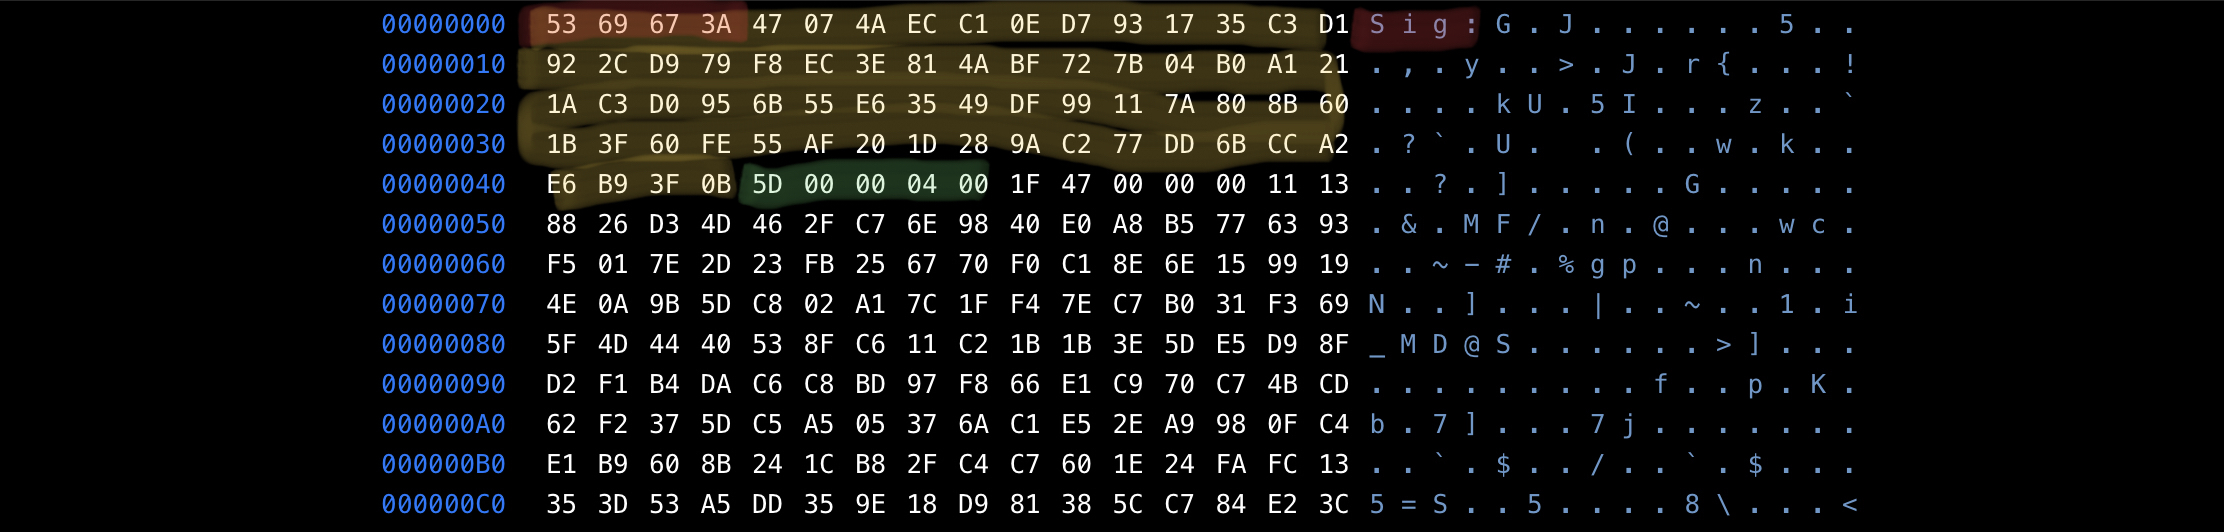 00000000 53 69 67 3A 47 07 4A EC C1 0E D7 93 17 35 C3 D1 Sig:G.J......5..
00000010 92 2C D9 79 F8 EC 3E 81 4A BF 72 7B 04 B0 A1 21 .,.y..>.J.r{...!
00000020 1A C3 D0 95 6B 55 E6 35 49 DF 99 11 7A 80 8B 60 ....kU.5I...z..`
00000030 1B 3F 60 FE 55 AF 20 1D 28 9A C2 77 DD 6B CC A2 .?`.U. .(..w.k..
00000040 E6 B9 3F 0B 5D 00 00 04 00 1F 47 00 00 00 11 13 ..?.].....G.....
00000050 88 26 D3 4D 46 2F C7 6E 98 40 E0 A8 B5 77 63 93 .&.MF/.n.@...wc.
00000060 F5 01 7E 2D 23 FB 25 67 70 F0 C1 8E 6E 15 99 19 ..~-#.%gp...n...
00000070 4E 0A 9B 5D C8 02 A1 7C 1F F4 7E C7 B0 31 F3 69 N..]...|..~..1.i
00000080 5F 4D 44 40 53 8F C6 11 C2 1B 1B 3E 5D E5 D9 8F _MD@S......>]...
00000090 D2 F1 B4 DA C6 C8 BD 97 F8 66 E1 C9 70 C7 4B CD .........f..p.K.
000000A0 62 F2 37 5D C5 A5 05 37 6A C1 E5 2E A9 98 0F C4 b.7]...7j.......
000000B0 E1 B9 60 8B 24 1C B8 2F C4 C7 60 1E 24 FA FC 13 ..`.$../..`.$...
000000C0 35 3D 53 A5 DD 35 9E 18 D9 81 38 5C C7 84 E2 3C 5=S..5....8\...<